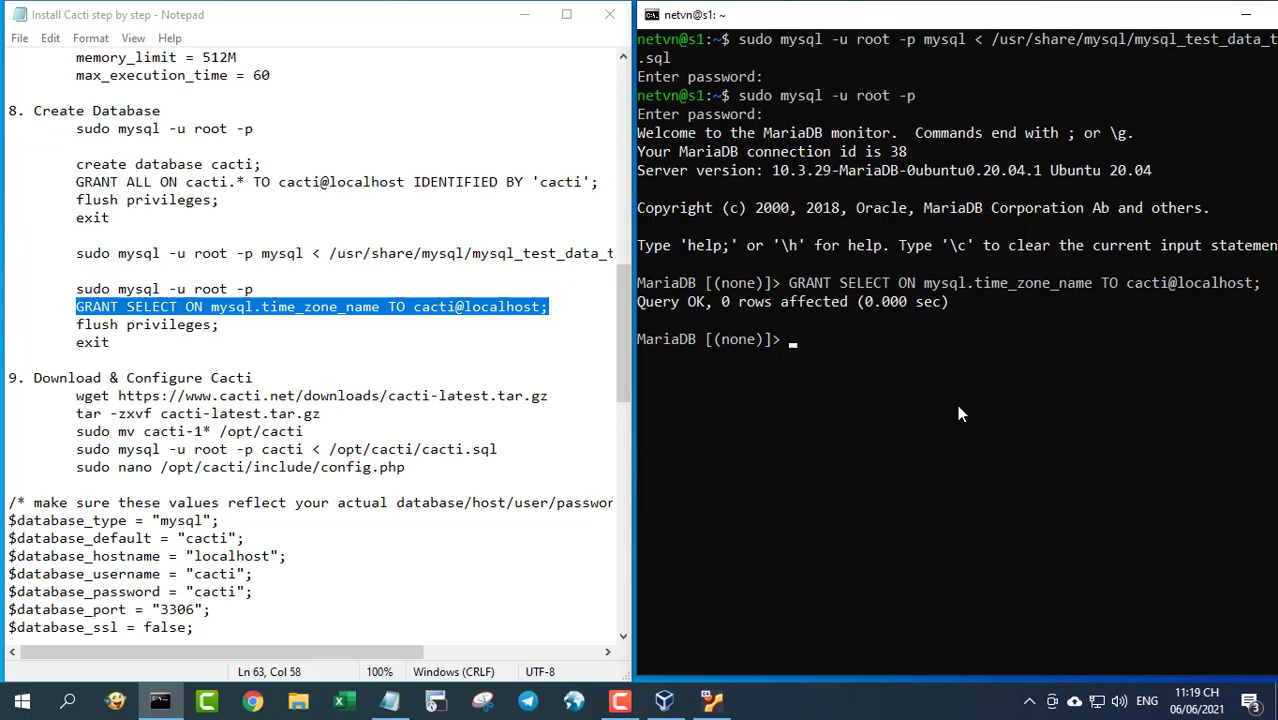 Install Cacti step by step - Notepad
File Edit Format View Help
memory_limit = 512M
max_execution_time = 60
8. Create Database
sudo mysql -u root -p
create database cacti;
GRANT ALL ON cacti.* TO cacti@localhost IDENTIFIED BY 'cacti';
flush privileges;
exit
sudo mysql -u root -p mysql < /usr/share/mysql/mysql_test_data_t
sudo mysql -u root -p
GRANT SELECT ON mysql.time_zone_name TO cacti@localhost;
flush privileges;
exit
9. Download & Configure Cacti
wget https://www.cacti.net/downloads/cacti-latest.tar.gz
tar -zxvf cacti-latest.tar.gz
sudo mv cacti-1* /opt/cacti
sudo mysql -u root -p cacti < /opt/cacti/cacti.sql
sudo nano /opt/cacti/include/config.php
/* make sure these values reflect your actual database/host/user/passwor
$database_type = "mysql";
$database_default = "cacti";
$database_hostname = "localhost";
$database_username = "cacti";
$database_password = "cacti";
$database_port = "3306";
$database_ssl = false;
Ln 63, Col 58 100% Windows (CRLF) UTF-8
netvn@s1: ~
netvn@s1:~$ sudo mysql -u root -p mysql < /usr/share/mysql/mysql_test_data_t
.sql
Enter password:
netvn@s1:~$ sudo mysql -u root -p
Enter password:
Welcome to the MariaDB monitor.  Commands end with ; or \g.
Your MariaDB connection id is 38
Server version: 10.3.29-MariaDB-0ubuntu0.20.04.1 Ubuntu 20.04
Copyright (c) 2000, 2018, Oracle, MariaDB Corporation Ab and others.
Type 'help;' or '\h' for help. Type '\c' to clear the current input statemen
MariaDB [(none)]> GRANT SELECT ON mysql.time_zone_name TO cacti@localhost;
Query OK, 0 rows affected (0.000 sec)
MariaDB [(none)]>
ENG
11:19 CH
06/06/2021
3